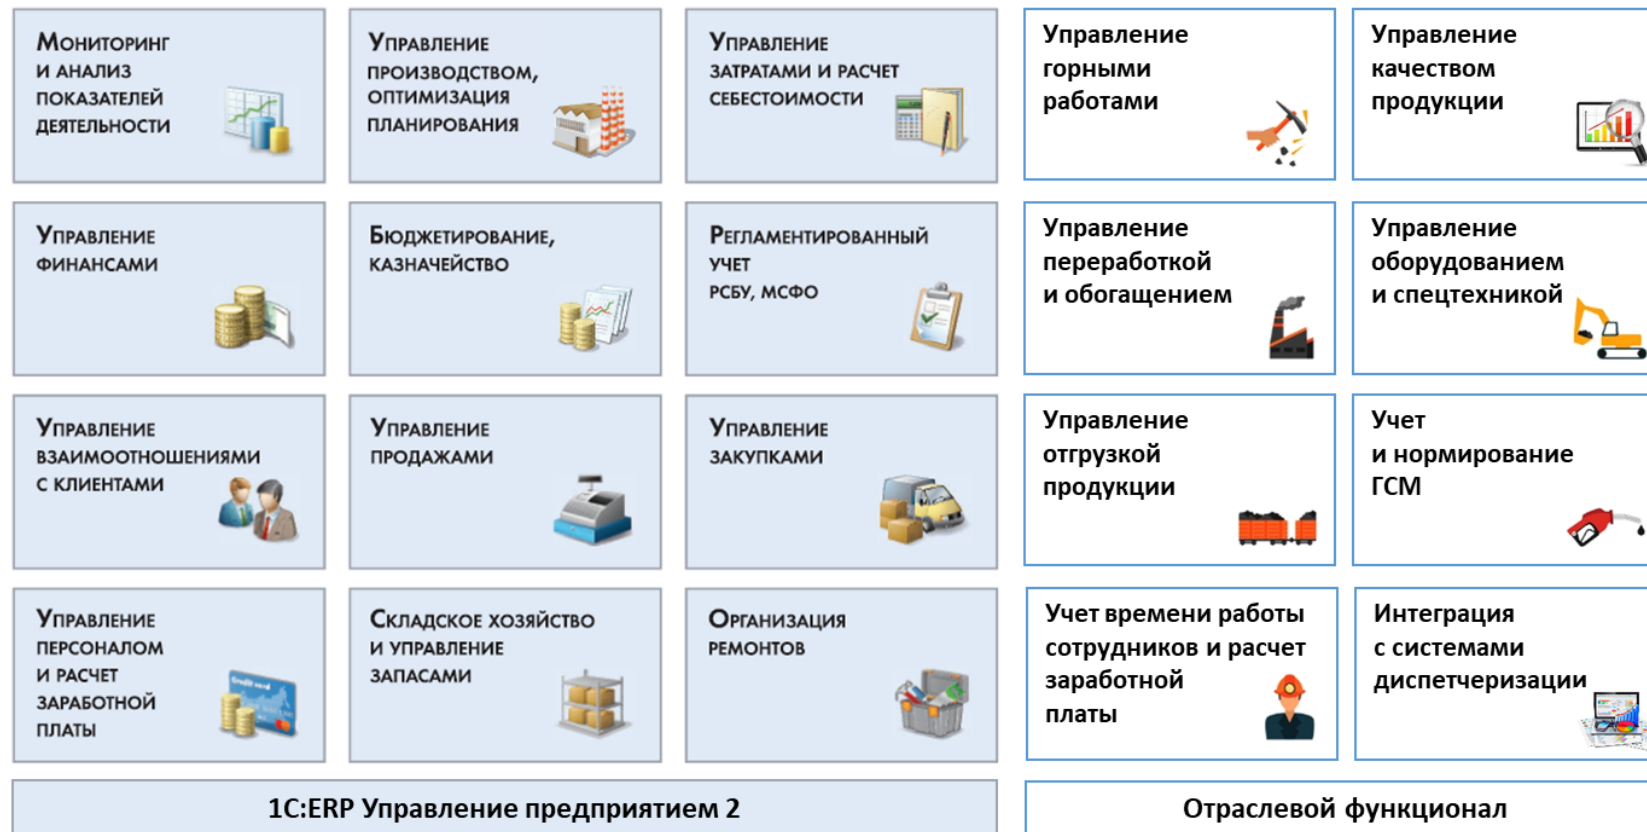 Мониторинг
и анализ
показателей
деятельности
Управление
производством,
оптимизация
планирования
Управление
затратами и расчет
себестоимости
Управление
горными
работами
Управление
качеством
продукции
Управление
финансами
Бюджетирование,
казначейство
Регламентированный
учет
РСБУ, МСФО
Управление
переработкой
и обогащением
Управление
оборудованием
и спецтехникой
Управление
взаимоотношениями
с клиентами
Управление
продажами
Управление
закупками
Управление
отгрузкой
продукции
Учет
и нормирование
ГСМ
Управление
персоналом
и расчет
заработной
платы
Складское хозяйство
и управление
запасами
Организация
ремонтов
Учет времени работы
сотрудников и расчет
заработной
платы
Интеграция
с системами
диспетчеризации
1С:ERP Управление предприятием 2
Отраслевой функционал